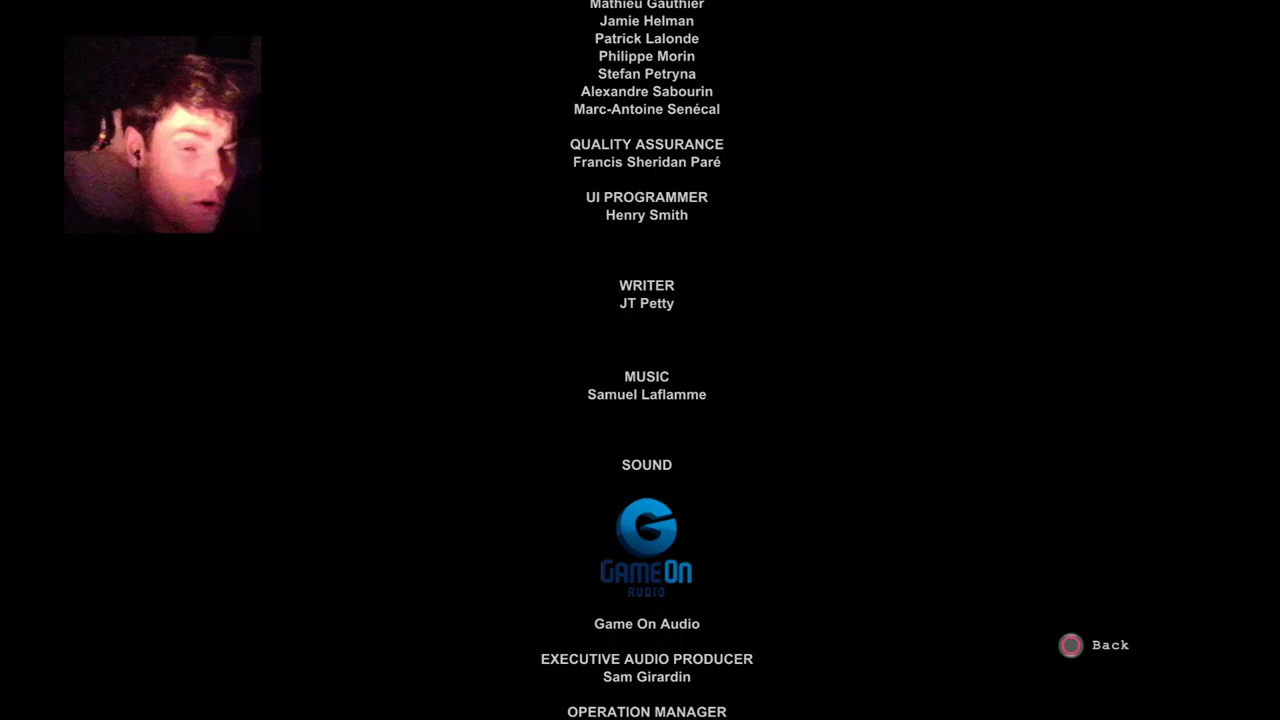 Mathieu Gauthier
Jamie Helman
Patrick Lalonde
Philippe Morin
Stefan Petryna
Alexandre Sabourin
Marc-Antoine Senécal
QUALITY ASSURANCE
Francis Sheridan Paré
UI PROGRAMMER
Henry Smith
WRITER
JT Petty
MUSIC
Samuel Laflamme
SOUND
GAMEON
AUDIO
Game On Audio
EXECUTIVE AUDIO PRODUCER
Sam Girardin
Back
OPERATION MANAGER